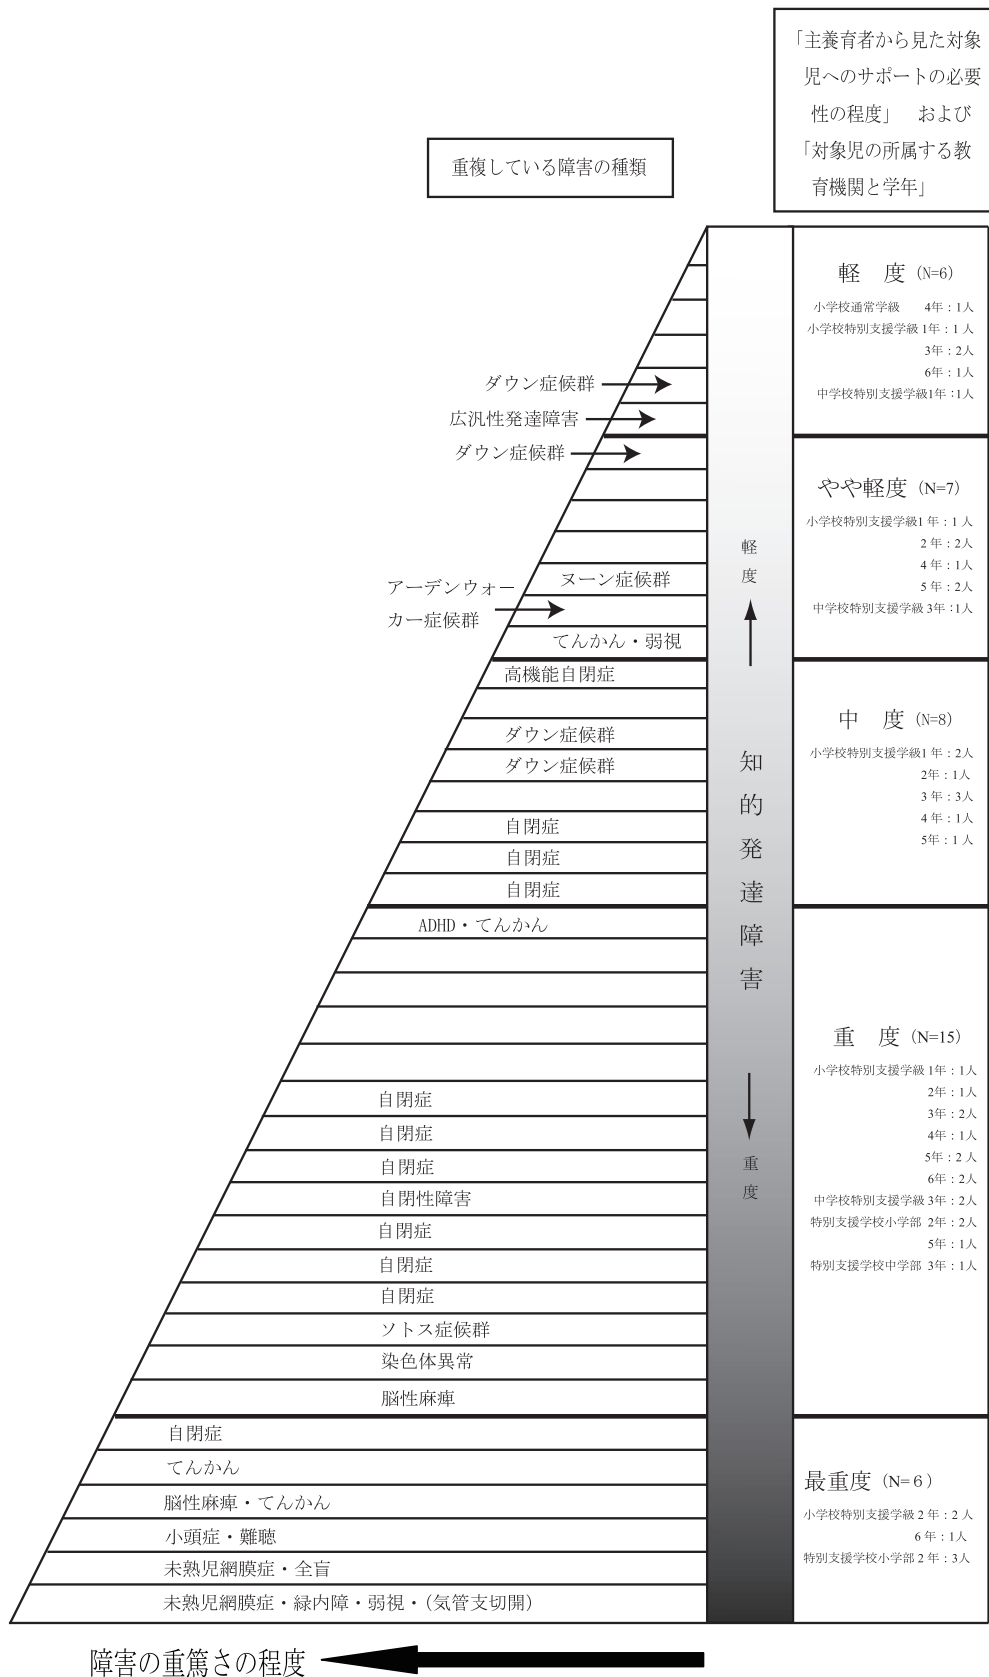 「主養育者から見た対象
児へのサポートの必要
性の程度」 および
「対象児の所属する教
育機関と学年」
重複している障害の種類
軽 度 (N=6)
小学校通常学級 4年:1人
小学校特別支援学級 1年:1人
3年:2人
6年:1人
中学校特別支援学級1年:1人
ダウン症候群
広汎性発達障害
ダウン症候群
やや軽度 (N=7)
小学校特別支援学級1年:1人
2年:2人
4年:1人
5年:2人
中学校特別支援学級 3年:1人
ヌーン症候群
アーデンウォー
カー症候群
てんかん・弱視
高機能自閉症
ダウン症候群
ダウン症候群
自閉症
自閉症
自閉症
中 度 (N=8)
小学校特別支援学級1年:2人
2年:1人
3年:3人
4年:1人
5年:1人
軽度
知的発達障害
重度
ADHD・てんかん
自閉症
自閉症
自閉症
自閉性障害
自閉症
自閉症
自閉症
ソトス症候群
染色体異常
脳性麻痺
重 度 (N=15)
小学校特別支援学級 1年:1人
2年:1人
3年:2人
4年:1人
5年:2人
6年:2人
中学校特別支援学級 3年:2人
特別支援学校小学部 2年:2人
5年:1人
特別支援学校中学部 3年:1人
自閉症
てんかん
脳性麻痺・てんかん
小頭症・難聴
未熟児網膜症・全盲
未熟児網膜症・緑内障・弱視・(気管支切開)
最重度 (N=6)
小学校特別支援学級 2年:2人
6年:1人
特別支援学校小学部 2年:3人
障害の重篤さの程度